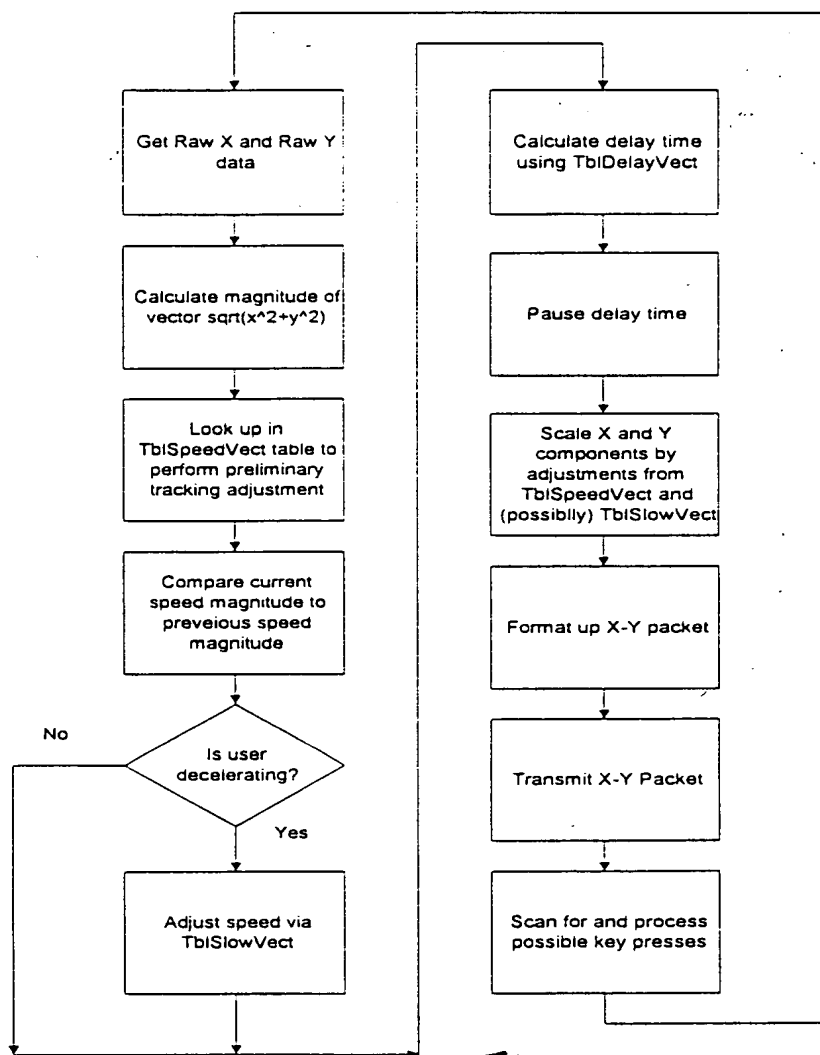 Get Raw X and Raw Y
data
Calculate magnitude of
vector sqrt(x^2+y^2)
Look up in
TblSpeedVect table to
perform preliminary
tracking adjustment
Compare current
speed magnitude to
preveious speed
magnitude
Is user
decelerating?
No
Yes
Adjust speed via
TblSlowVect
Calculate delay time
using TblDelayVect
Pause delay time
Scale X and Y
components by
adjustments from
TblSpeedVect and
(possiblly) TblSlowVect
Format up X-Y packet
Transmit X-Y Packet
Scan for and process
possible key presses